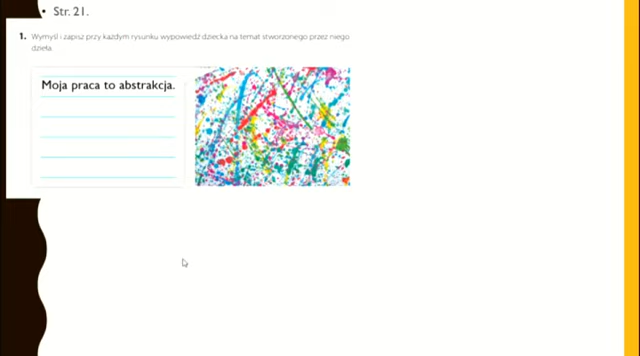 • Str. 21.
1. Wymyśl i zapisz przy każdym rysunku wypowiedź dziecka na temat stworzonego przez niego
dzieła.
Moja praca to abstrakcja.